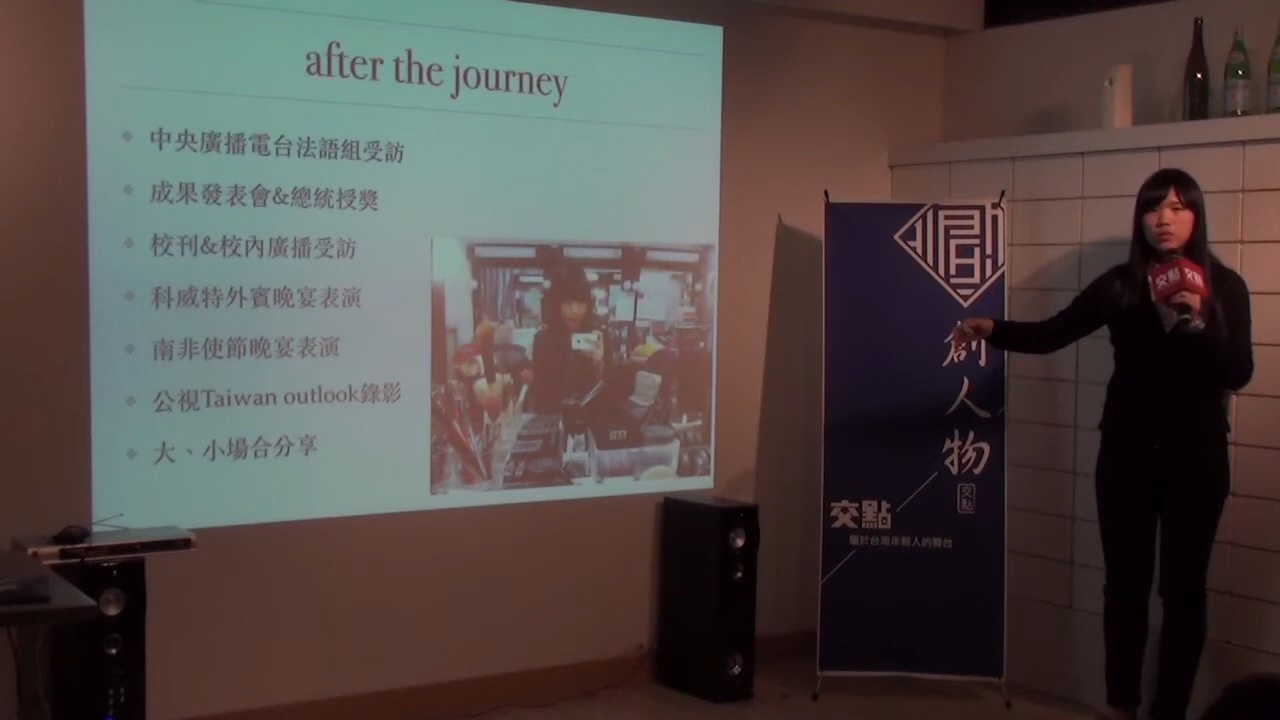 after the journey
中央廣播電台法語組受訪
成果發表會&總統授獎
校刊&校內廣播受訪
科威特外賓晚宴表演
南非使節晚宴表演
公視Taiwan outlook錄影
大、小場合分享
創人物
交點
交點
屬於台灣年輕人的舞台
交點 交點